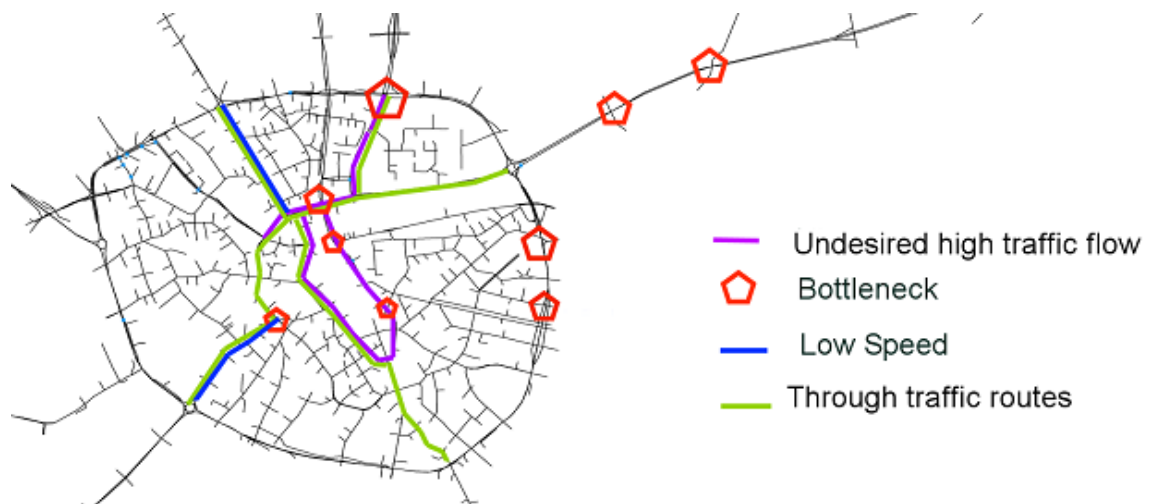 Undesired high traffic flow
Bottleneck
Low Speed
Through traffic routes